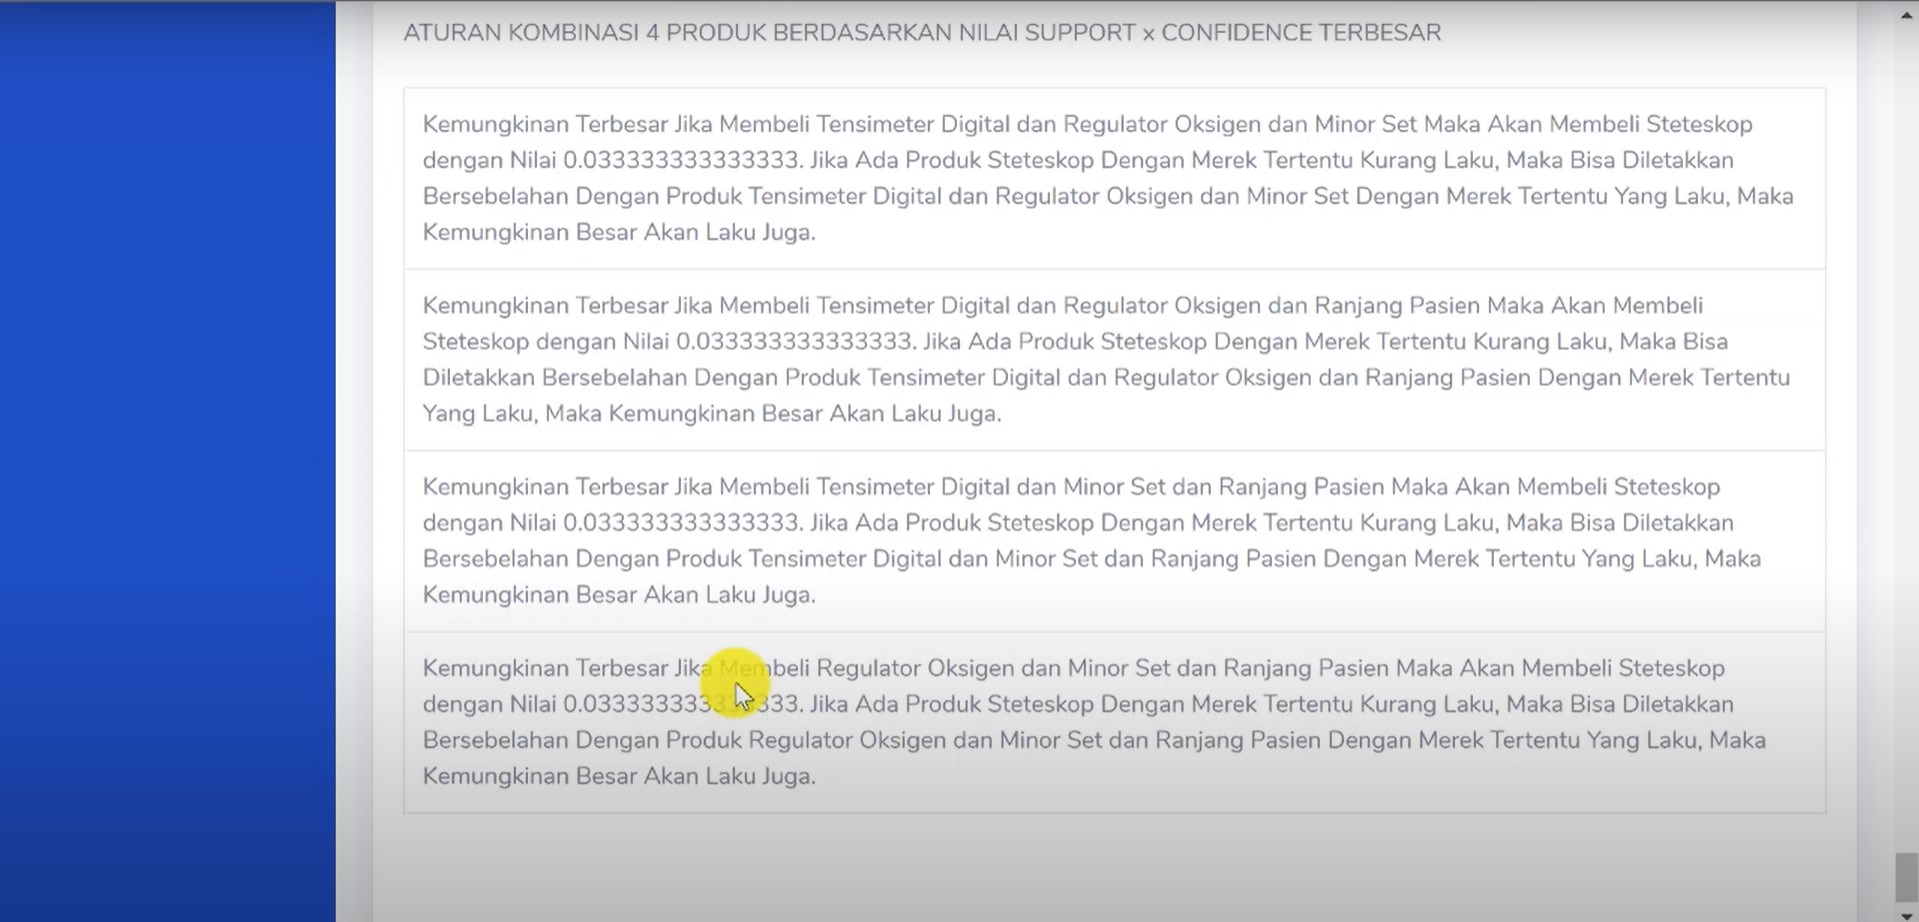 ATURAN KOMBINASI 4 PRODUK BERDASARKAN NILAI SUPPORT x CONFIDENCE TERBESAR
Kemungkinan Terbesar Jika Membeli Tensimeter Digital dan Regulator Oksigen dan Minor Set Maka Akan Membeli Steteskop
dengan Nilai 0.033333333333333. Jika Ada Produk Steteskop Dengan Merek Tertentu Kurang Laku, Maka Bisa Diletakkan
Bersebelahan Dengan Produk Tensimeter Digital dan Regulator Oksigen dan Minor Set Dengan Merek Tertentu Yang Laku, Maka
Kemungkinan Besar Akan Laku Juga.
Kemungkinan Terbesar Jika Membeli Tensimeter Digital dan Regulator Oksigen dan Ranjang Pasien Maka Akan Membeli
Steteskop dengan Nilai 0.033333333333333. Jika Ada Produk Steteskop Dengan Merek Tertentu Kurang Laku, Maka Bisa
Diletakkan Bersebelahan Dengan Produk Tensimeter Digital dan Regulator Oksigen dan Ranjang Pasien Dengan Merek Tertentu
Yang Laku, Maka Kemungkinan Besar Akan Laku Juga.
Kemungkinan Terbesar Jika Membeli Tensimeter Digital dan Minor Set dan Ranjang Pasien Maka Akan Membeli Steteskop
dengan Nilai 0.033333333333333. Jika Ada Produk Steteskop Dengan Merek Tertentu Kurang Laku, Maka Bisa Diletakkan
Bersebelahan Dengan Produk Tensimeter Digital dan Minor Set dan Ranjang Pasien Dengan Merek Tertentu Yang Laku, Maka
Kemungkinan Besar Akan Laku Juga.
Kemungkinan Terbesar Jika Membeli Regulator Oksigen dan Minor Set dan Ranjang Pasien Maka Akan Membeli Steteskop
dengan Nilai 0.033333333333333. Jika Ada Produk Steteskop Dengan Merek Tertentu Kurang Laku, Maka Bisa Diletakkan
Bersebelahan Dengan Produk Regulator Oksigen dan Minor Set dan Ranjang Pasien Dengan Merek Tertentu Yang Laku, Maka
Kemungkinan Besar Akan Laku Juga.